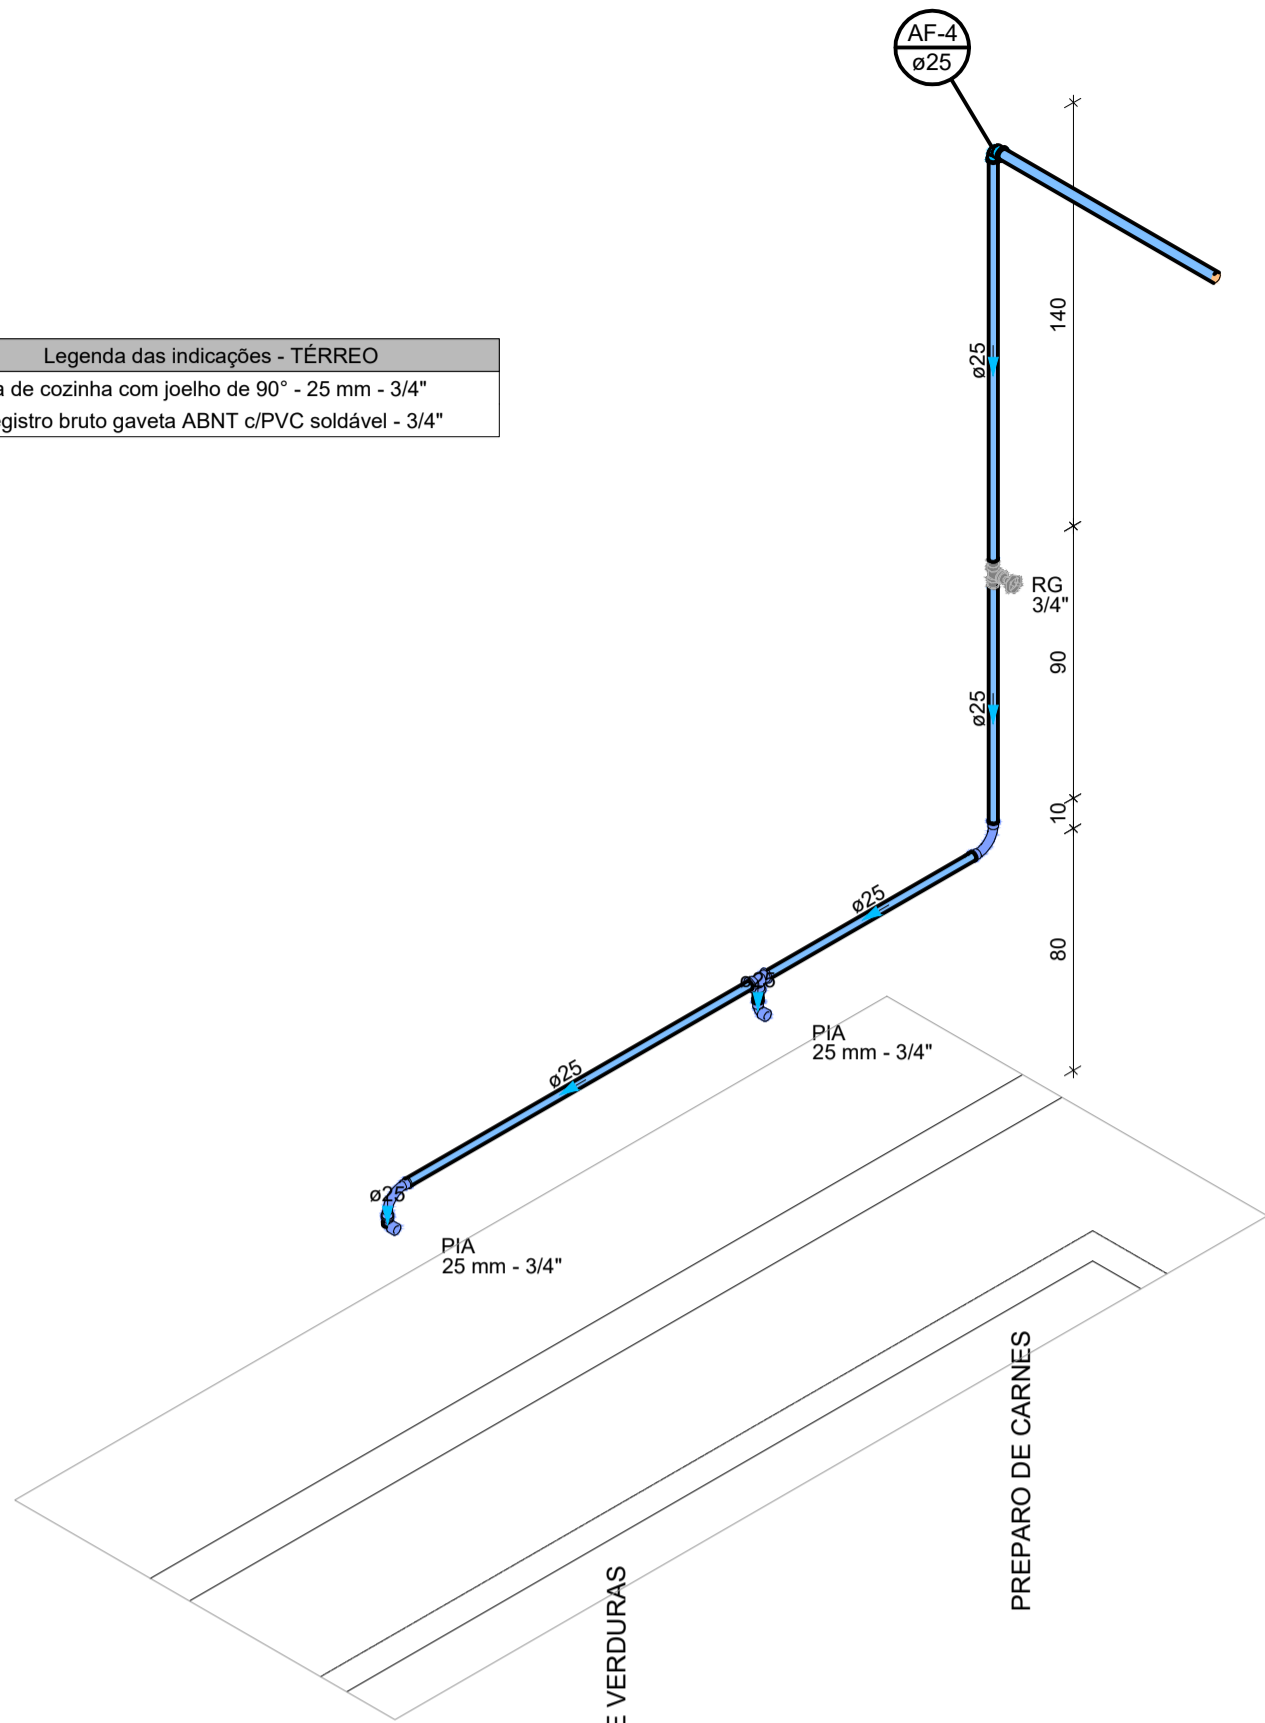 AF-4
ø25
140
ø25
Legenda das indicações - TÉRREO
de cozinha com joelho de 90° - 25 mm - 3/4"
bruto gaveta ABNT c/PVC soldável - 3/4"
RG
3/4"
90
ø25
10
ø25
80
PIA
25 mm - 3/4"
ø25
ø25
PIA
25 mm - 3/4"
PREPARO DE CARNES
VERDURAS